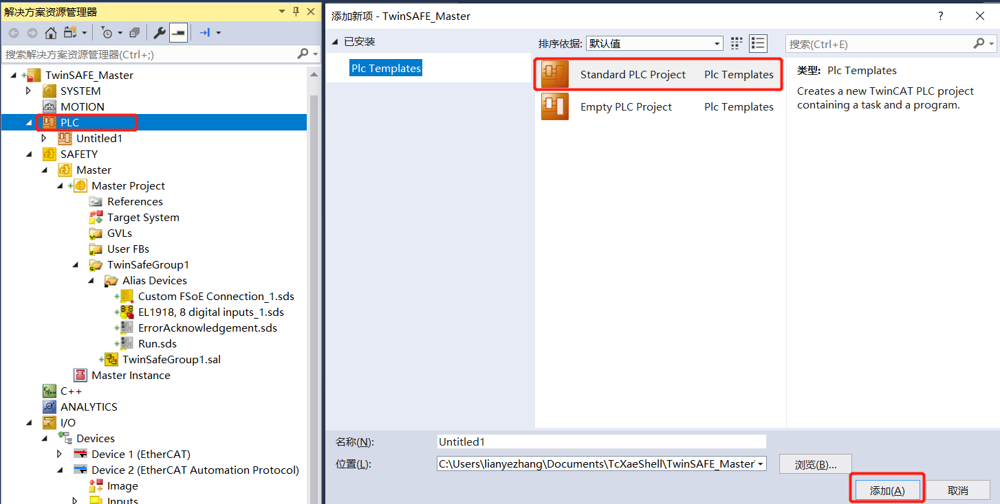 解决方案资源管理器
搜索解决方案资源管理器(Ctrl+;)
TwinSAFE_Master
SYSTEM
MOTION
PLC
Untitled1
SAFETY
Master
Master Project
References
Target System
GVLs
User FBs
TwinSafeGroup1
Alias Devices
Custom FSoE Connection_1.sds
EL1918, 8 digital inputs_1.sds
ErrorAcknowledgement.sds
Run.sds
TwinSafeGroup1.sal
Master Instance
C++
ANALYTICS
I/O
Devices
Device 1 (EtherCAT)
Device 2 (EtherCAT Automation Protocol)
Image
Inputs
添加新项 - TwinSAFE_Master
?
已安装
Plc Templates
排序依据: 默认值
搜索(Ctrl+E)
Standard PLC Project Plc Templates
Empty PLC Project Plc Templates
类型: Plc Templates
Creates a new TwinCAT PLC project
containing a task and a program.
名称(N): Untitled1
位置(L): C:\Users\lianyezhang\Documents\TcXaeShell\TwinSAFE_Master\
浏览(B)...
添加(A)
取消